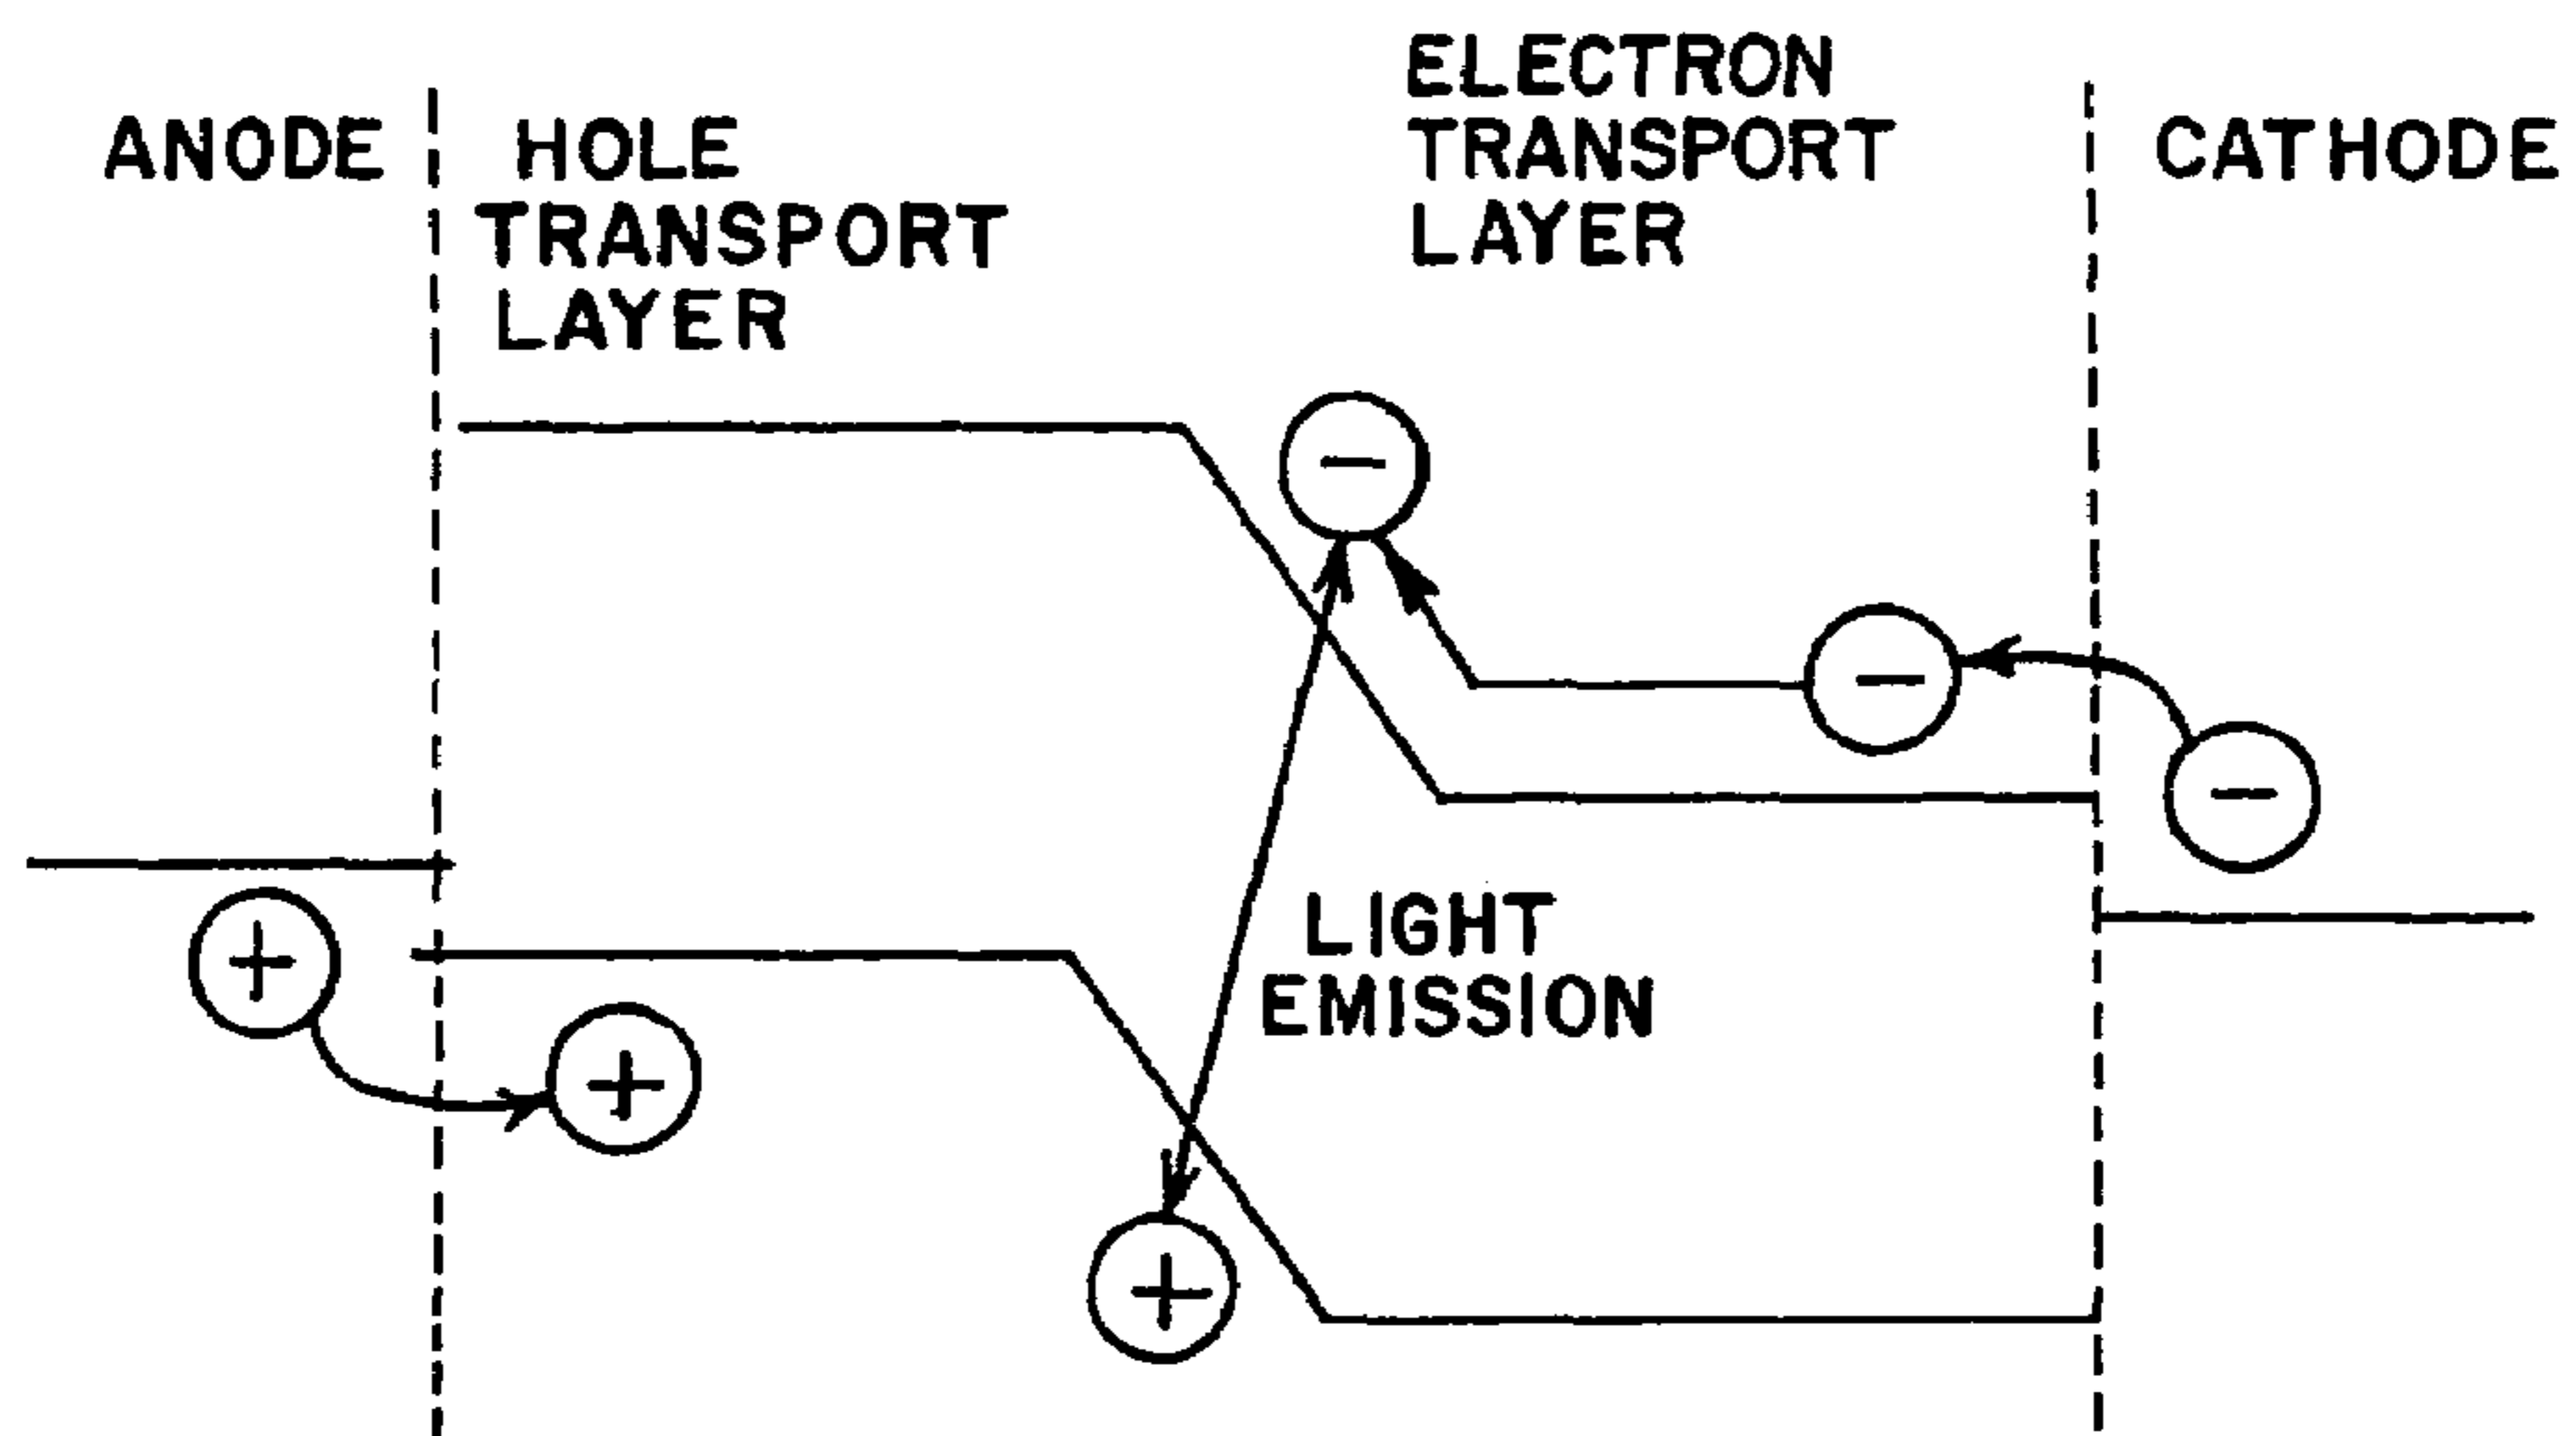 ANODE
HOLE
TRANSPORT
LAYER
ELECTRON
TRANSPORT
LAYER
CATHODE
−
−
−
+
+
LIGHT
EMISSION
+